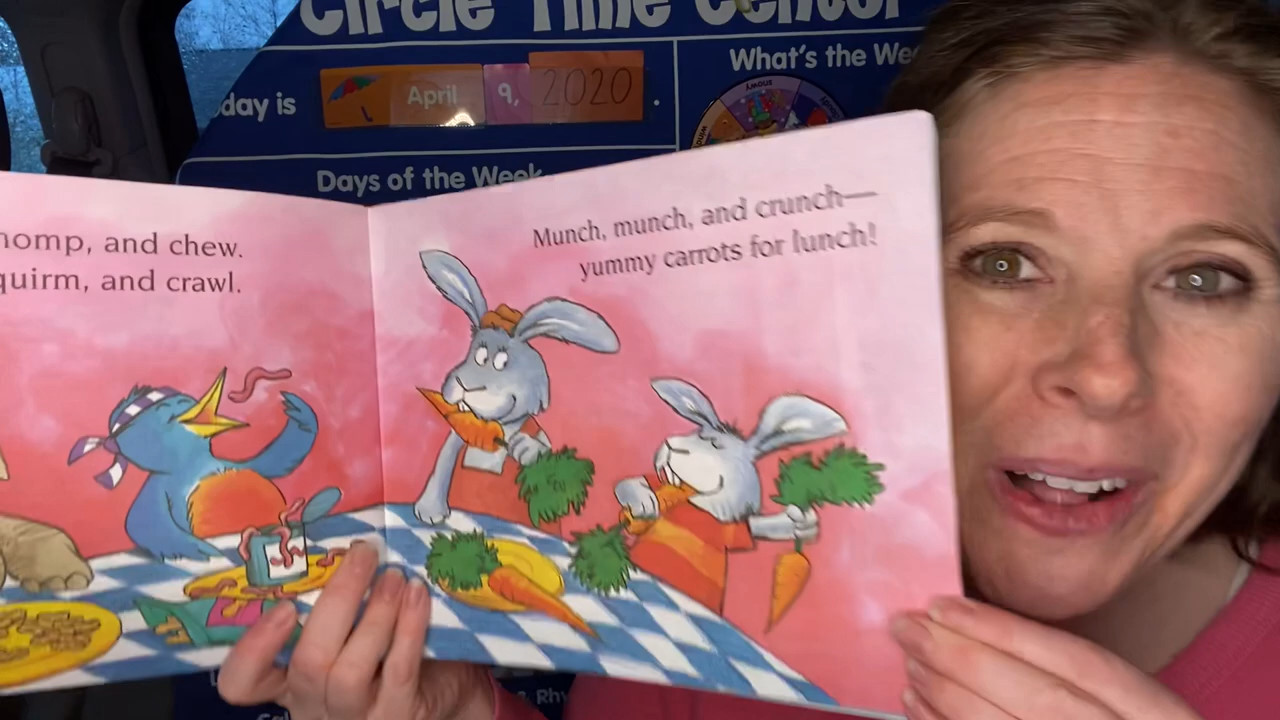 Circle Time Center
day is April 9, 2020 .
What's the We
Days of the Week
homp, and chew.
quirm, and crawl.
Munch, munch, and crunch—
yummy carrots for lunch!